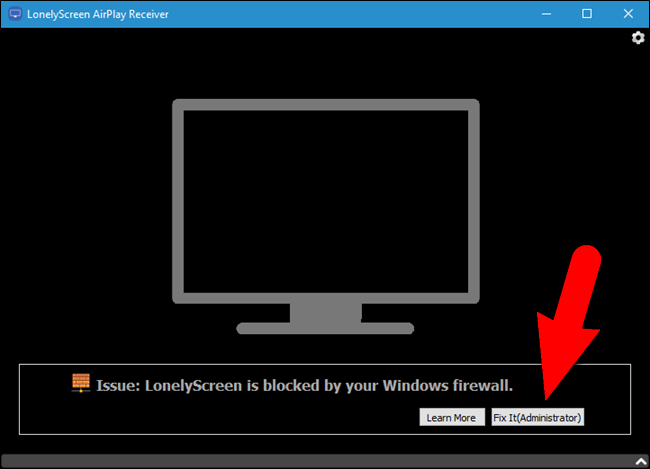 LonelyScreen AirPlay Receiver
Issue: LonelyScreen is blocked by your Windows firewall.
Learn More
Fix It(Administrator)